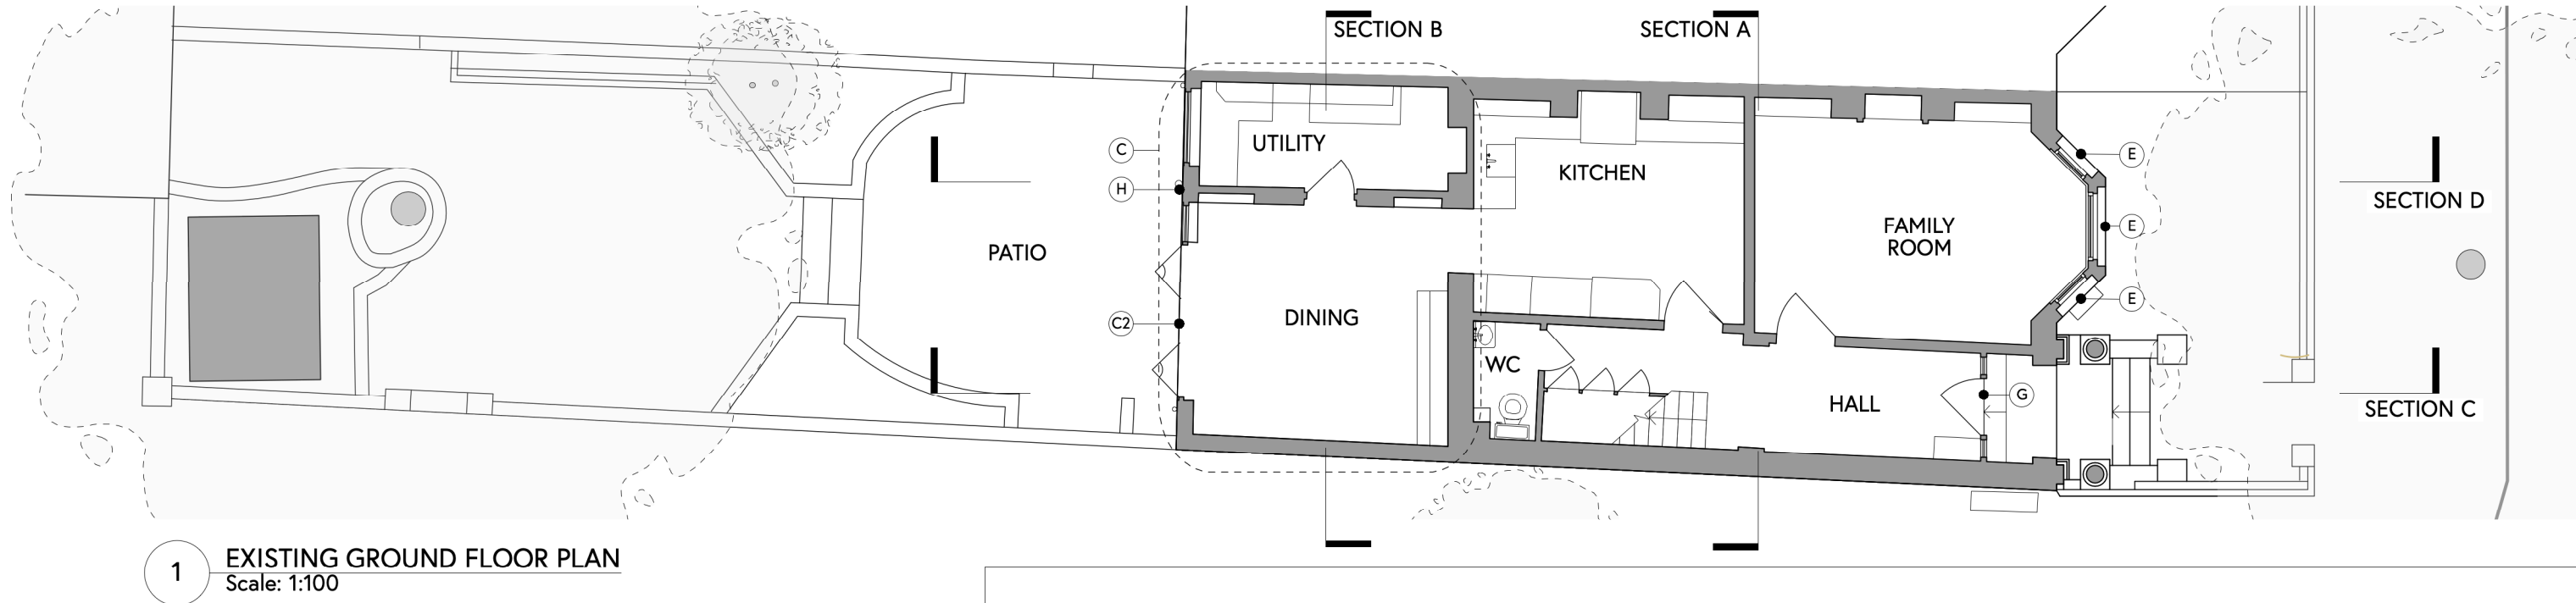 SECTION B
SECTION A
C
UTILITY
E
KITCHEN
H
SECTION D
FAMILY
ROOM
E
PATIO
E
C2
DINING
WC
G
HALL
SECTION C
1
EXISTING GROUND FLOOR PLAN
Scale: 1:100